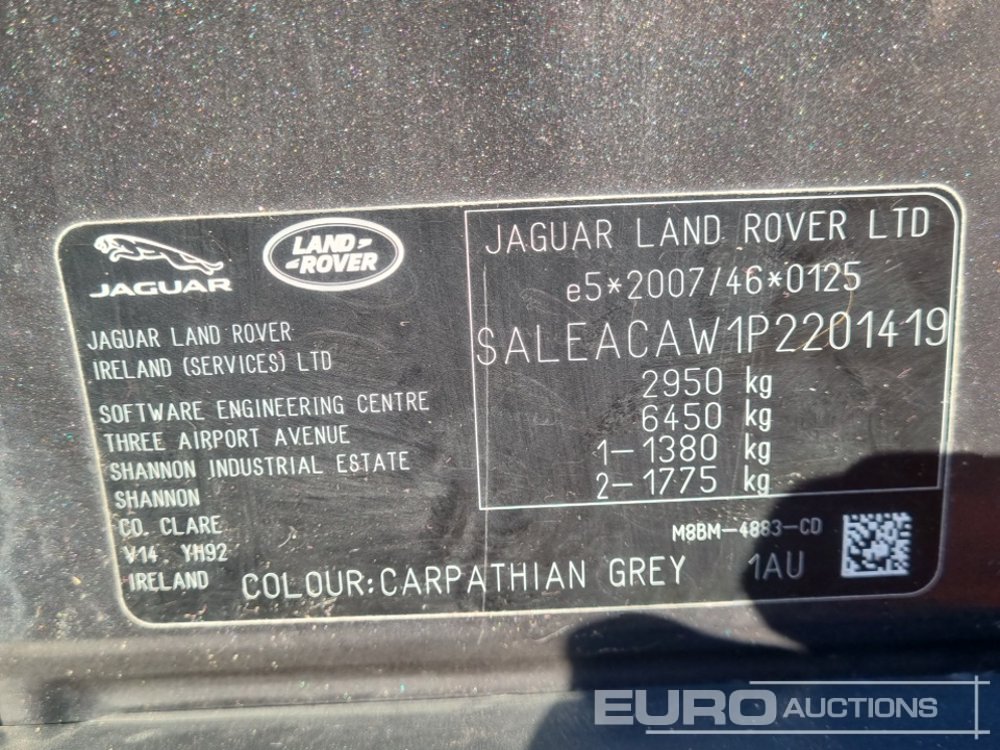 JAGUAR
LAND ROVER
JAGUAR LAND ROVER
IRELAND (SERVICES) LTD
SOFTWARE ENGINEERING CENTRE
THREE AIRPORT AVENUE
SHANNON INDUSTRIAL ESTATE
SHANNON
CO. CLARE
V14 YH92
IRELAND
JAGUAR LAND ROVER LTD
e5*2007/46*0125
SALEACAW1P2201419
2950 kg
6450 kg
1-1380 kg
2-1775 kg
M8BM-4883-CD
COLOUR:CARPATHIAN GREY 1AU
EURO AUCTIONS